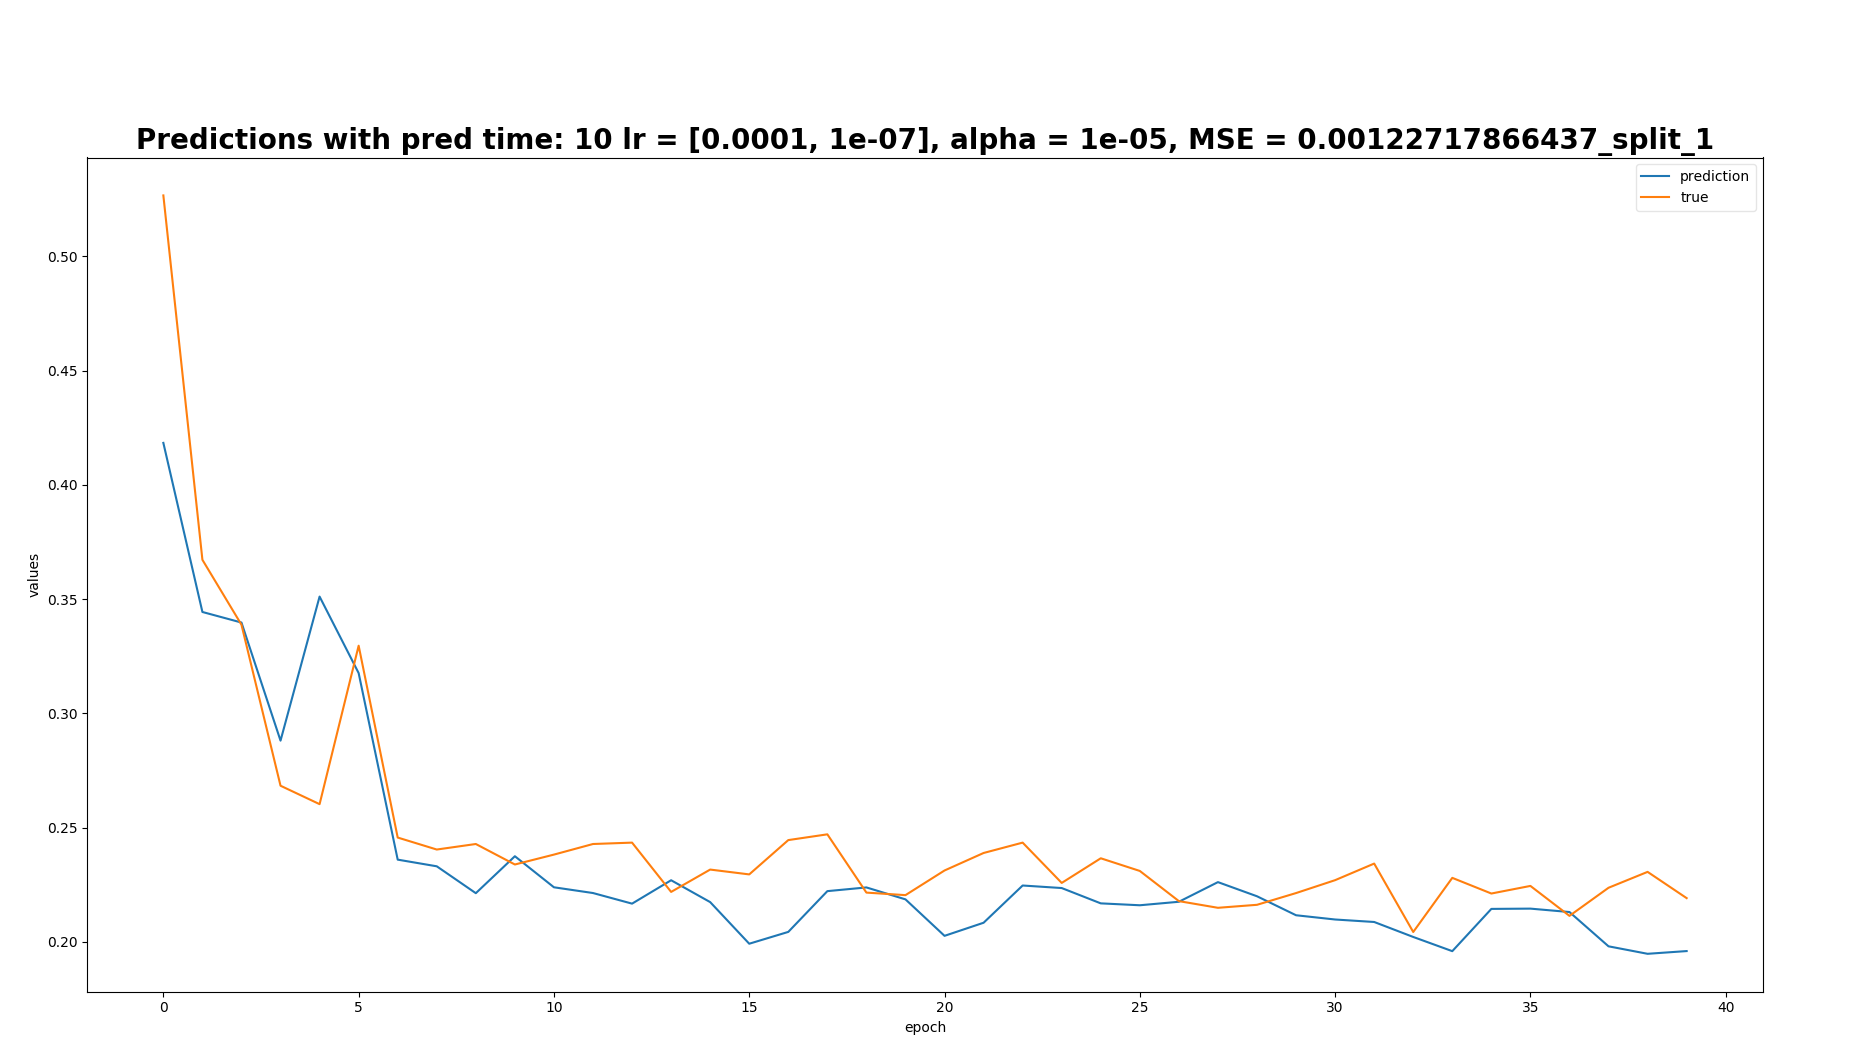 Predictions with pred time: 10 lr = [0.0001, 1e-07], alpha = 1e-05, MSE = 0.00122717866437_split_1
prediction
true
0.50
0.45
0.40
0.35
0.30
0.25
0.20
values
0 5 10 15 20 25 30 35 40
epoch